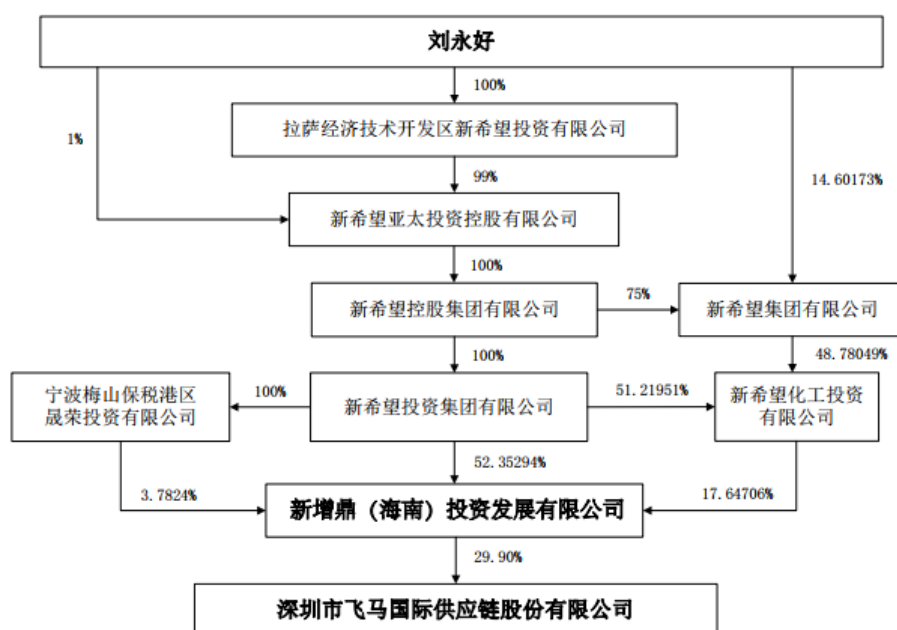 刘永好
100%
拉萨经济技术开发区新希望投资有限公司
1%
99%
14.60173%
新希望亚太投资控股有限公司
100%
新希望控股集团有限公司
75%
新希望集团有限公司
100%
48.78049%
宁波梅山保税港区
晟荣投资有限公司
100%
新希望投资集团有限公司
51.21951%
新希望化工投资
有限公司
52.35294%
3.7824%
17.64706%
新增鼎（海南）投资发展有限公司
29.90%
深圳市飞马国际供应链股份有限公司